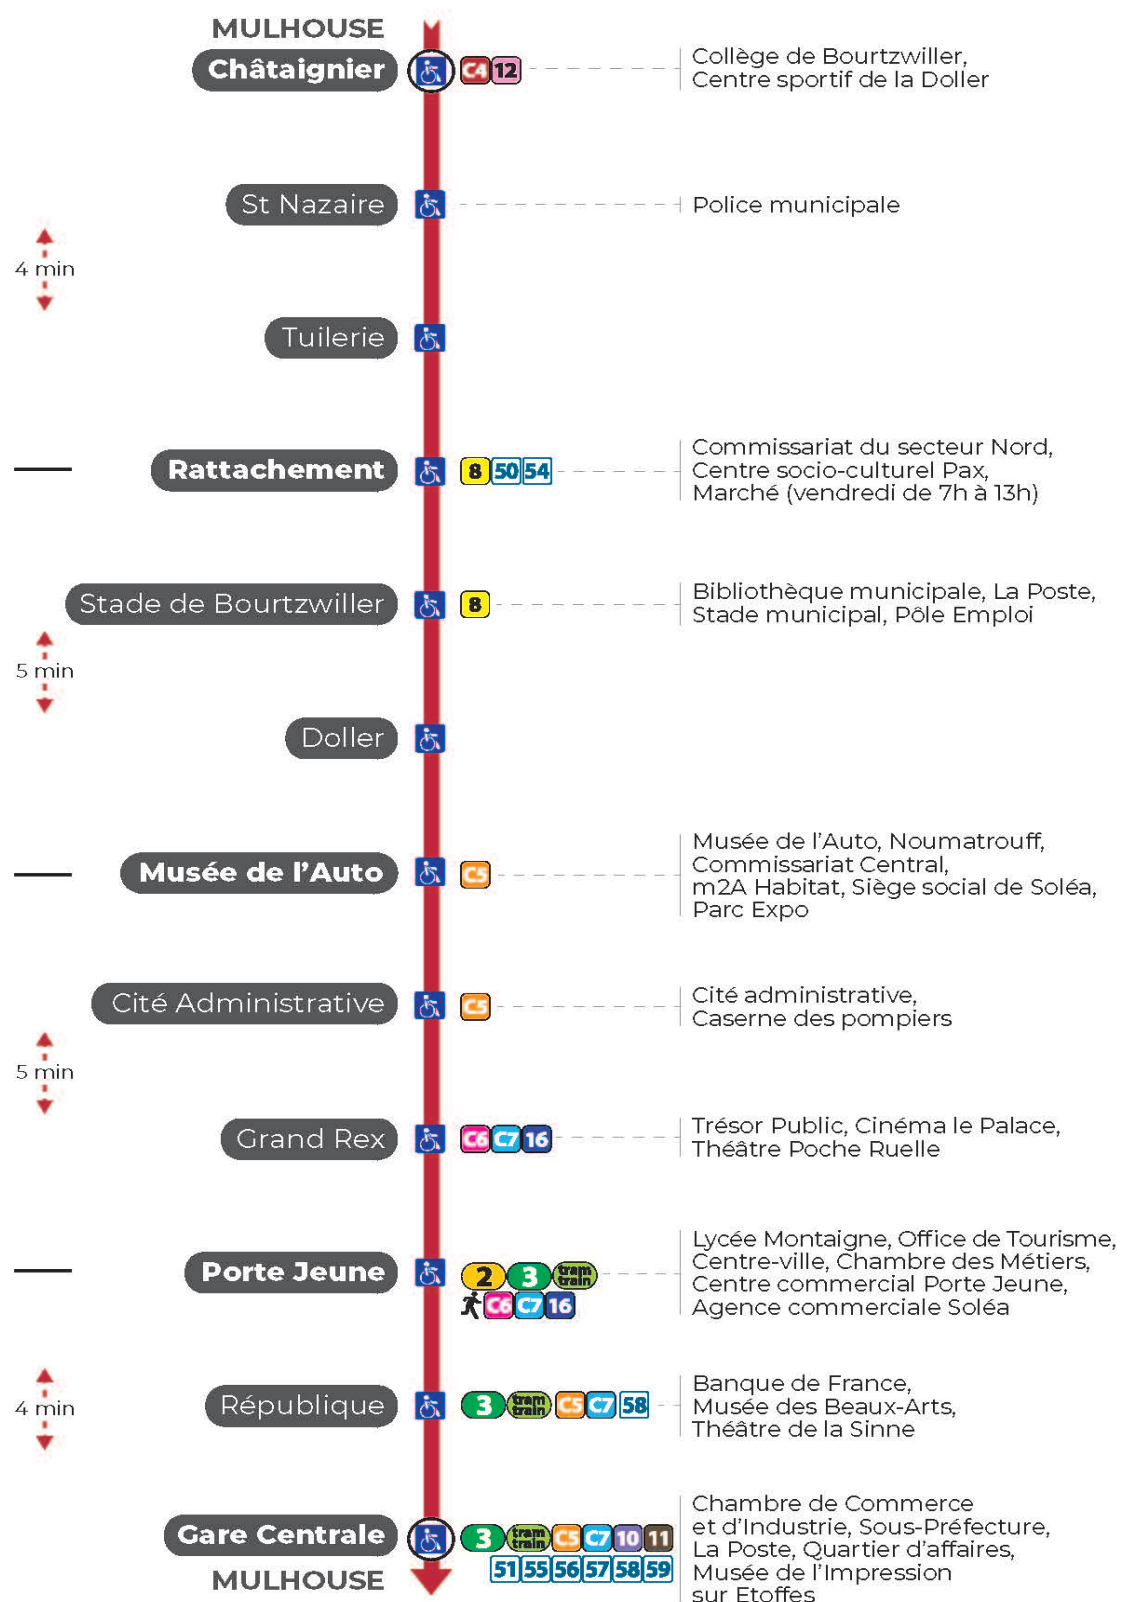 MULHOUSE
Châtaignier
C4 12
Collège de Bourtzwiller,
Centre sportif de la Doller
St Nazaire
Police municipale
4 min
Tuilerie
Rattachement
8 50 54
Commissariat du secteur Nord,
Centre socio-culturel Pax,
Marché (vendredi de 7h à 13h)
Stade de Bourtzwiller
8
Bibliothèque municipale, La Poste,
Stade municipal, Pôle Emploi
5 min
Doller
Musée de l'Auto
C5
Musée de l'Auto, Noumatrouff,
Commissariat Central,
m2A Habitat, Siège social de Soléa,
Parc Expo
Cité Administrative
C5
Cité administrative,
Caserne des pompiers
5 min
Grand Rex
C6 C7 16
Trésor Public, Cinéma le Palace,
Théâtre Poche Ruelle
Porte Jeune
2 3 tram train
C6 C7 16
Lycée Montaigne, Office de Tourisme,
Centre-ville, Chambre des Métiers,
Centre commercial Porte Jeune,
Agence commerciale Soléa
4 min
République
3 tram train C5 C7 58
Banque de France,
Musée des Beaux-Arts,
Théâtre de la Sinne
Gare Centrale
MULHOUSE
3 tram train C5 C7 10 11
51 55 56 57 58 59
Chambre de Commerce
et d'Industrie, Sous-Préfecture,
La Poste, Quartier d'affaires,
Musée de l'Impression
sur Etoffes